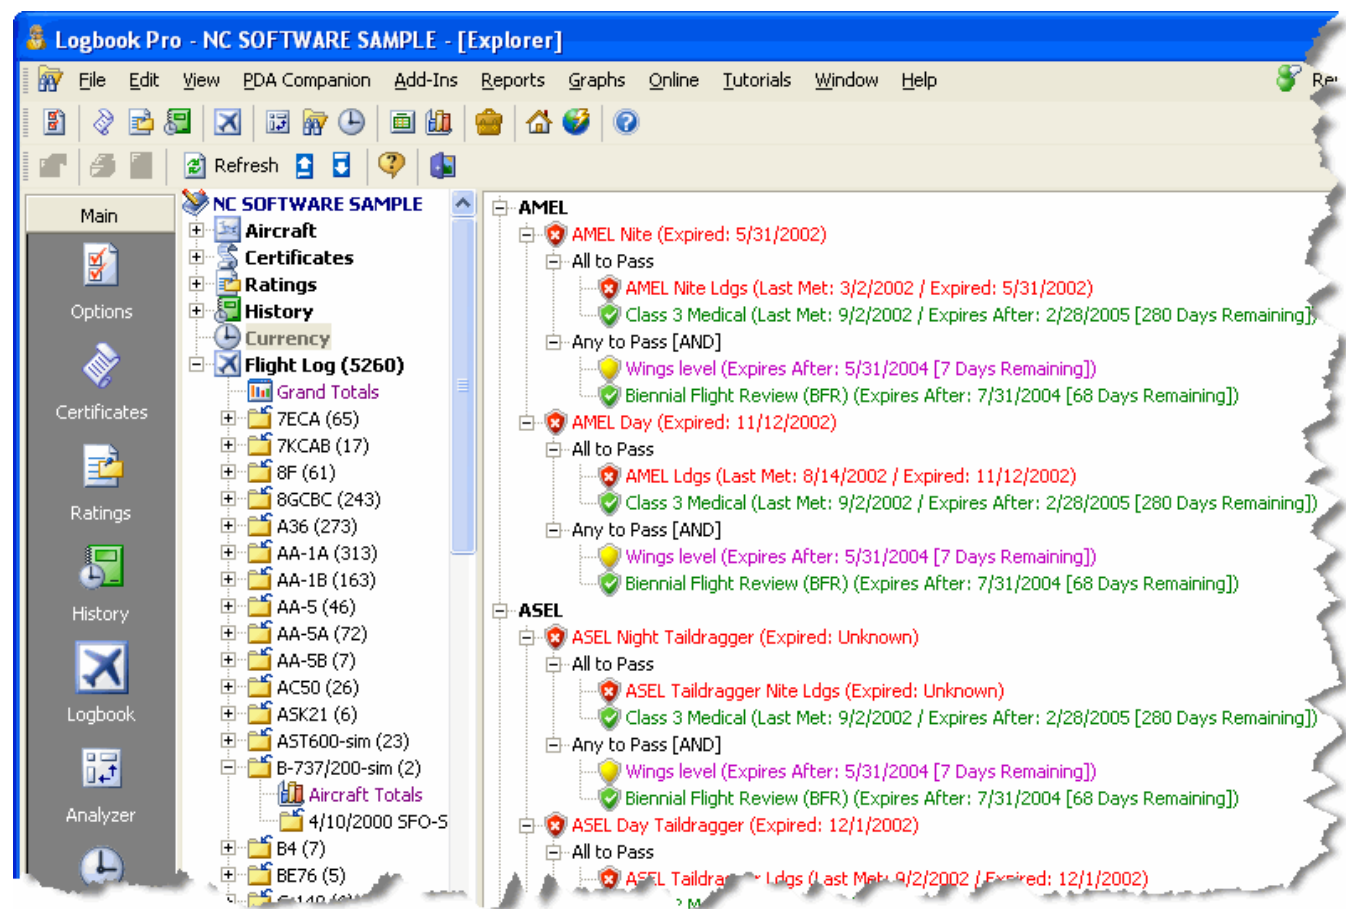 Logbook Pro - NC SOFTWARE SAMPLE - [Explorer]
File Edit View PDA Companion Add-Ins Reports Graphs Online Tutorials Window Help
Refresh
Main
Options
Certificates
Ratings
History
Logbook
Analyzer
NC SOFTWARE SAMPLE
Aircraft
Certificates
Ratings
History
Currency
Flight Log (5260)
Grand Totals
7ECA (65)
7KCAB (17)
8F (61)
8GCBC (243)
A36 (273)
AA-1A (313)
AA-1B (163)
AA-5 (46)
AA-5A (72)
AA-5B (7)
AC50 (26)
ASK21 (6)
AST600-sim (23)
B-737/200-sim (2)
Aircraft Totals
4/10/2000 SFO-S
B4 (7)
BE76 (5)
AMEL
AMEL Nite (Expired: 5/31/2002)
All to Pass
AMEL Nite Ldgs (Last Met: 3/2/2002 / Expired: 5/31/2002)
Class 3 Medical (Last Met: 9/2/2002 / Expires After: 2/28/2005 [280 Days Remaining])
Any to Pass [AND]
Wings level (Expires After: 5/31/2004 [7 Days Remaining])
Biennial Flight Review (BFR) (Expires After: 7/31/2004 [68 Days Remaining])
AMEL Day (Expired: 11/12/2002)
All to Pass
AMEL Ldgs (Last Met: 8/14/2002 / Expired: 11/12/2002)
Class 3 Medical (Last Met: 9/2/2002 / Expires After: 2/28/2005 [280 Days Remaining])
Any to Pass [AND]
Wings level (Expires After: 5/31/2004 [7 Days Remaining])
Biennial Flight Review (BFR) (Expires After: 7/31/2004 [68 Days Remaining])
ASEL
ASEL Night Taildragger (Expired: Unknown)
All to Pass
ASEL Taildragger Nite Ldgs (Expired: Unknown)
Class 3 Medical (Last Met: 9/2/2002 / Expires After: 2/28/2005 [280 Days Remaining])
Any to Pass [AND]
Wings level (Expires After: 5/31/2004 [7 Days Remaining])
Biennial Flight Review (BFR) (Expires After: 7/31/2004 [68 Days Remaining])
ASEL Day Taildragger (Expired: 12/1/2002)
All to Pass
ASEL Taildragger Ldgs (Last Met: 9/2/2002 / Expired: 12/1/2002)